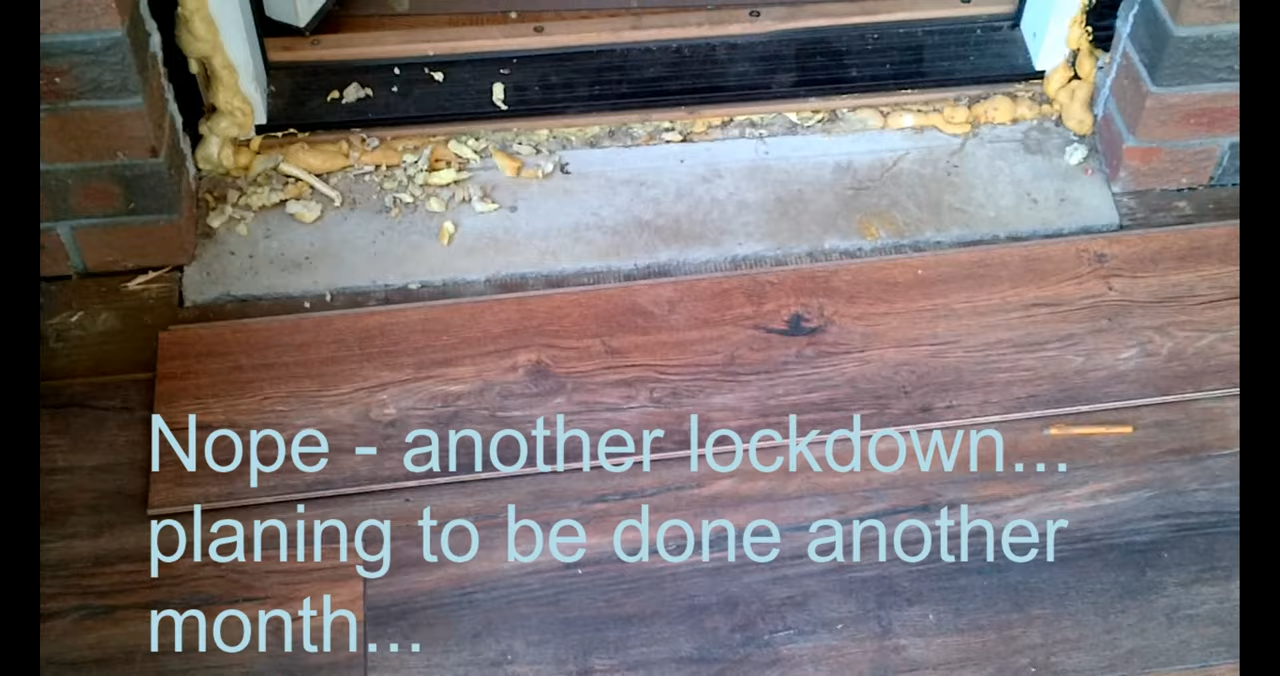 Nope - another lockdown...
planing to be done another
month...